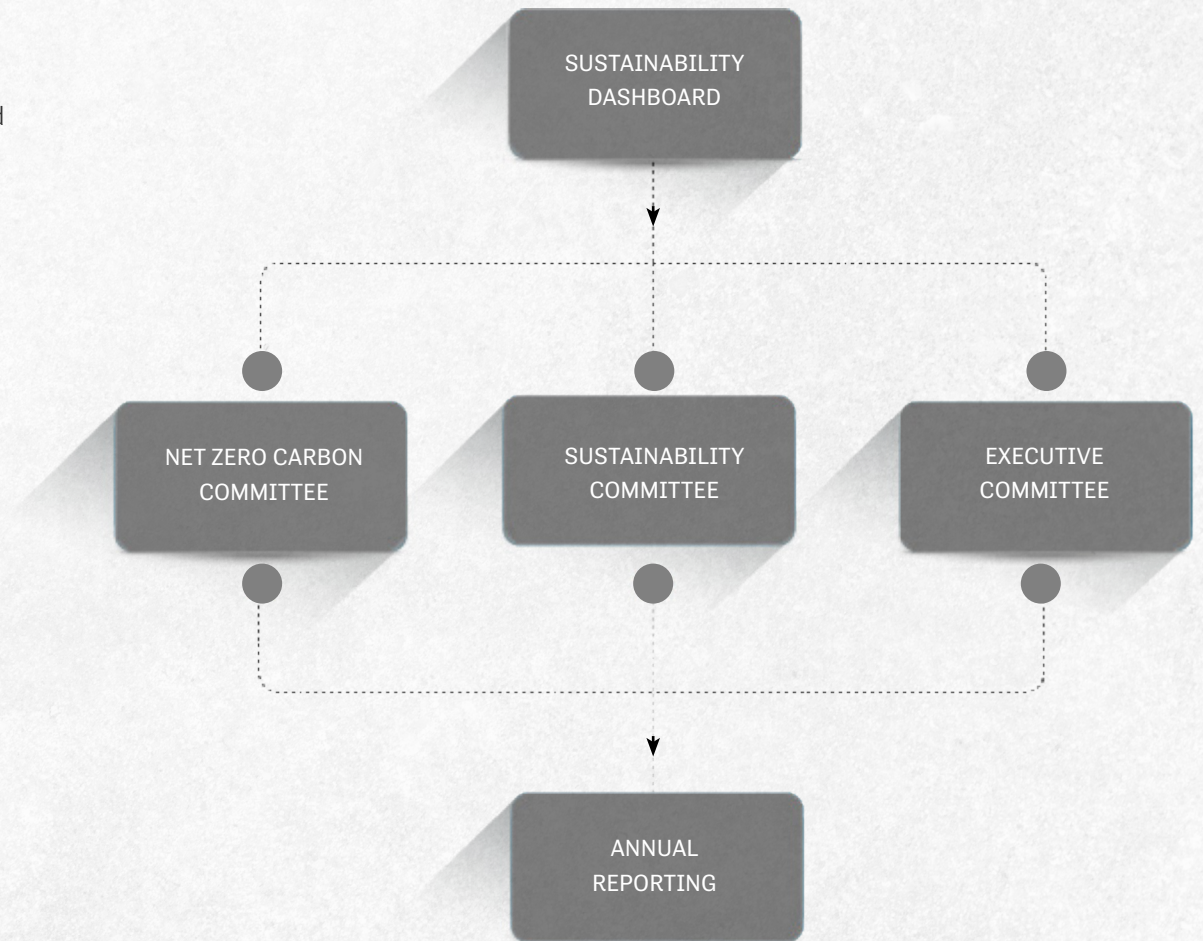 SUSTAINABILITY
DASHBOARD
NET ZERO CARBON
COMMITTEE
SUSTAINABILITY
COMMITTEE
EXECUTIVE
COMMITTEE
ANNUAL
REPORTING